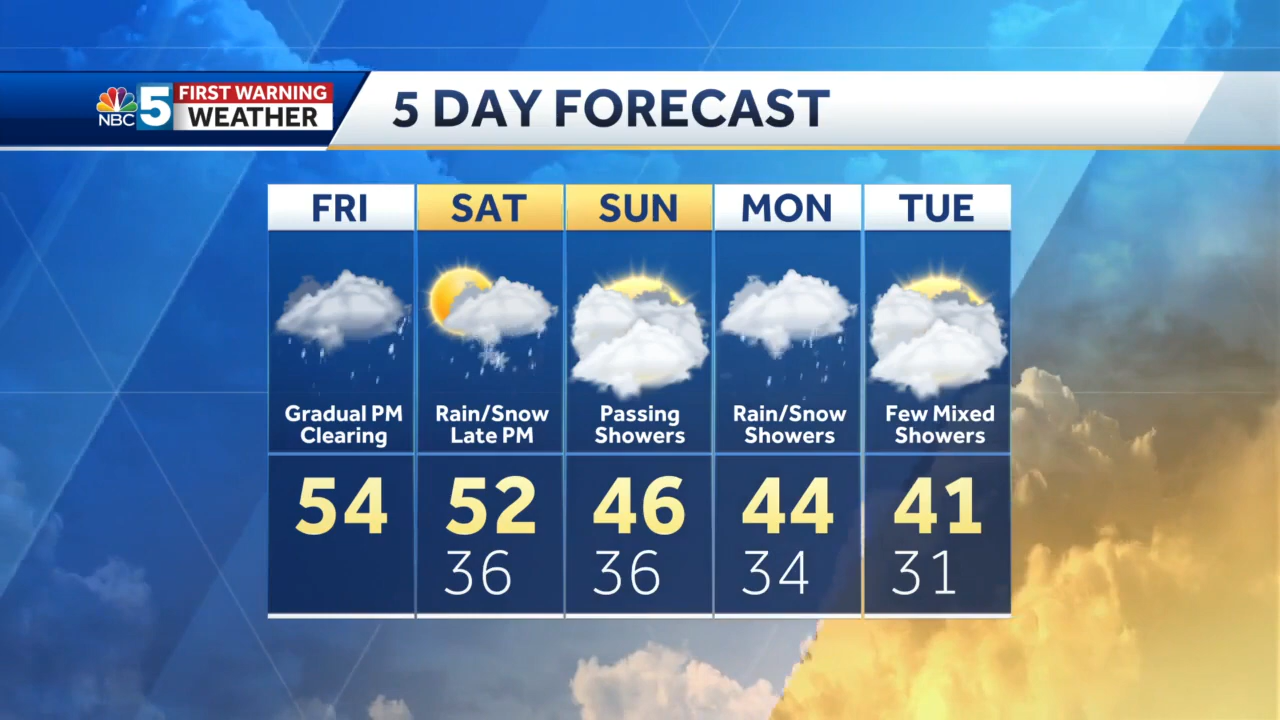 NBC 5 FIRST WARNING
WEATHER
5 DAY FORECAST
FRI SAT SUN MON TUE
Gradual PM Rain/Snow Passing Rain/Snow Few Mixed
Clearing Late PM Showers Showers Showers
54 52 46 44 41
36 36 34 31